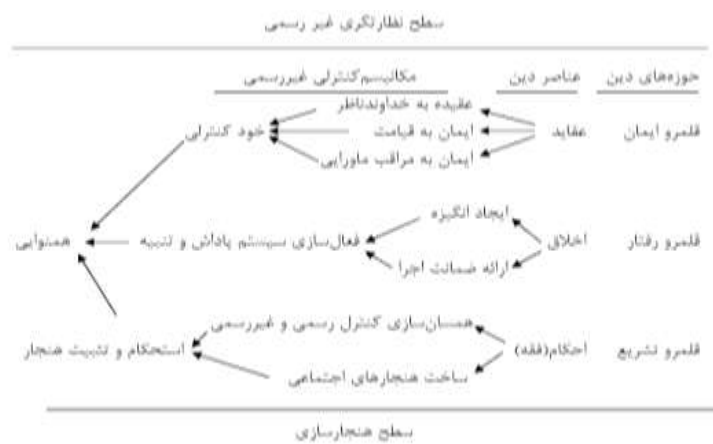 سطح نظارتگری غیر رسمی
حوزه‌های دین عناصر دین مکانیسم‌کنترلی غیررسمی
عقیده به خداوندناظر
قلمرو ایمان عقاید ایمان به قیامت خود کنترلی
ایمان به مراقب ماورایی
ایجاد انگیزه
قلمرو رفتار اخلاق فعال‌سازی سیستم پاداش و تنبیه همنوایی
ارائه ضمانت اجرا
همسان‌سازی کنترل رسمی و غیررسمی
قلمرو تشریع احکام(فقه) استحکام و تثبیت هنجار
ساخت هنجارهای اجتماعی
سطح هنجارسازی